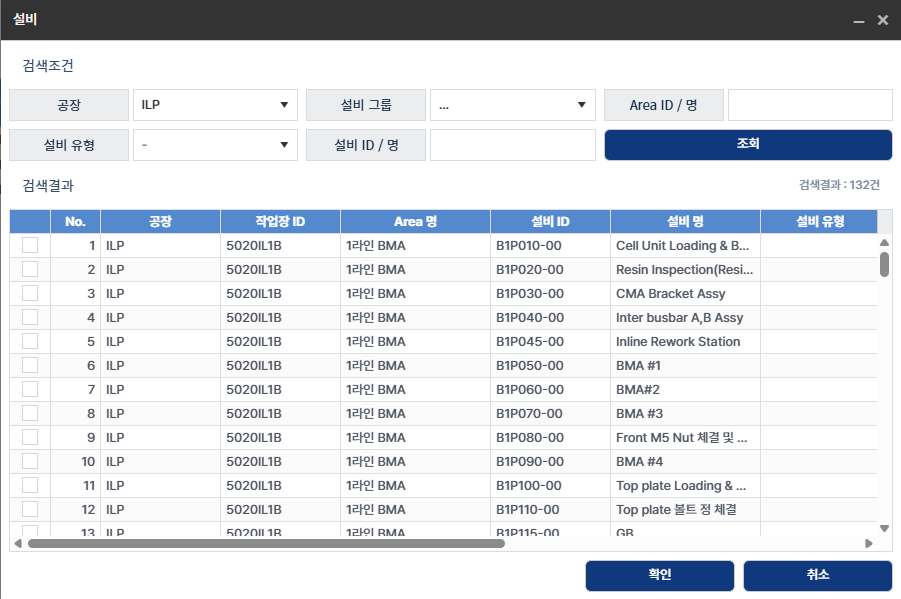 설비
검색조건
공장 ILP 설비 그룹 ... Area ID / 명
설비 유형 - 설비 ID / 명 조회
검색결과 검색결과 : 132건
No. 공장 작업장 ID Area 명 설비 ID 설비 명 설비 유형
1 ILP 5020IL1B 1라인 BMA B1P010-00 Cell Unit Loading & B...
2 ILP 5020IL1B 1라인 BMA B1P020-00 Resin Inspection(Resi...
3 ILP 5020IL1B 1라인 BMA B1P030-00 CMA Bracket Assy
4 ILP 5020IL1B 1라인 BMA B1P040-00 Inter busbar A,B Assy
5 ILP 5020IL1B 1라인 BMA B1P045-00 Inline Rework Station
6 ILP 5020IL1B 1라인 BMA B1P050-00 BMA #1
7 ILP 5020IL1B 1라인 BMA B1P060-00 BMA#2
8 ILP 5020IL1B 1라인 BMA B1P070-00 BMA #3
9 ILP 5020IL1B 1라인 BMA B1P080-00 Front M5 Nut 체결 및 ...
10 ILP 5020IL1B 1라인 BMA B1P090-00 BMA #4
11 ILP 5020IL1B 1라인 BMA B1P100-00 Top plate Loading & ...
12 ILP 5020IL1B 1라인 BMA B1P110-00 Top plate 볼트 정 체결
13 ILP 5020IL1B 1라인 BMA B1P115-00 GB
확인 취소